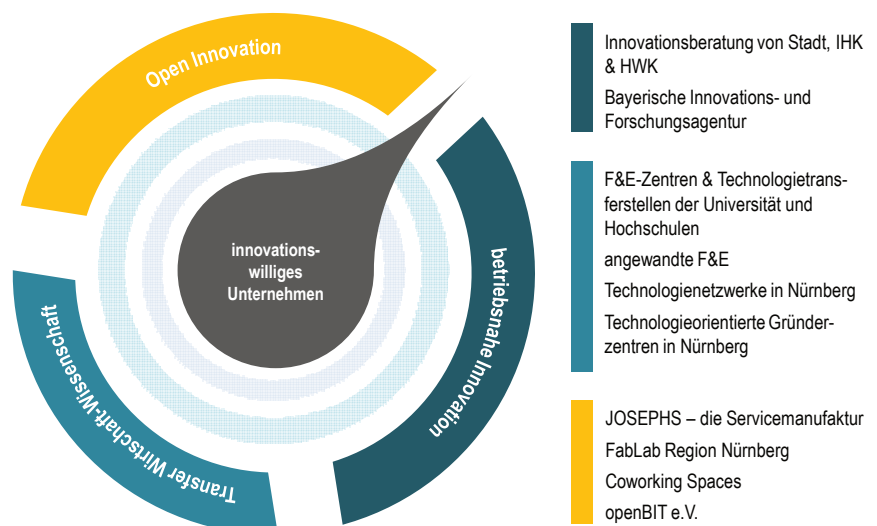 Open Innovation
innovations-
williges
Unternehmen
betriebsnahe Innovation
Transfer Wirtschaft-Wissenschaft
Innovationsberatung von Stadt, IHK
& HWK
Bayerische Innovations- und
Forschungsagentur
F&E-Zentren & Technologietrans-
ferstellen der Universität und
Hochschulen
angewandte F&E
Technologienetzwerke in Nürnberg
Technologieorientierte Gründer-
zentren in Nürnberg
JOSEPHS – die Servicemanufaktur
FabLab Region Nürnberg
Coworking Spaces
openBIT e.V.